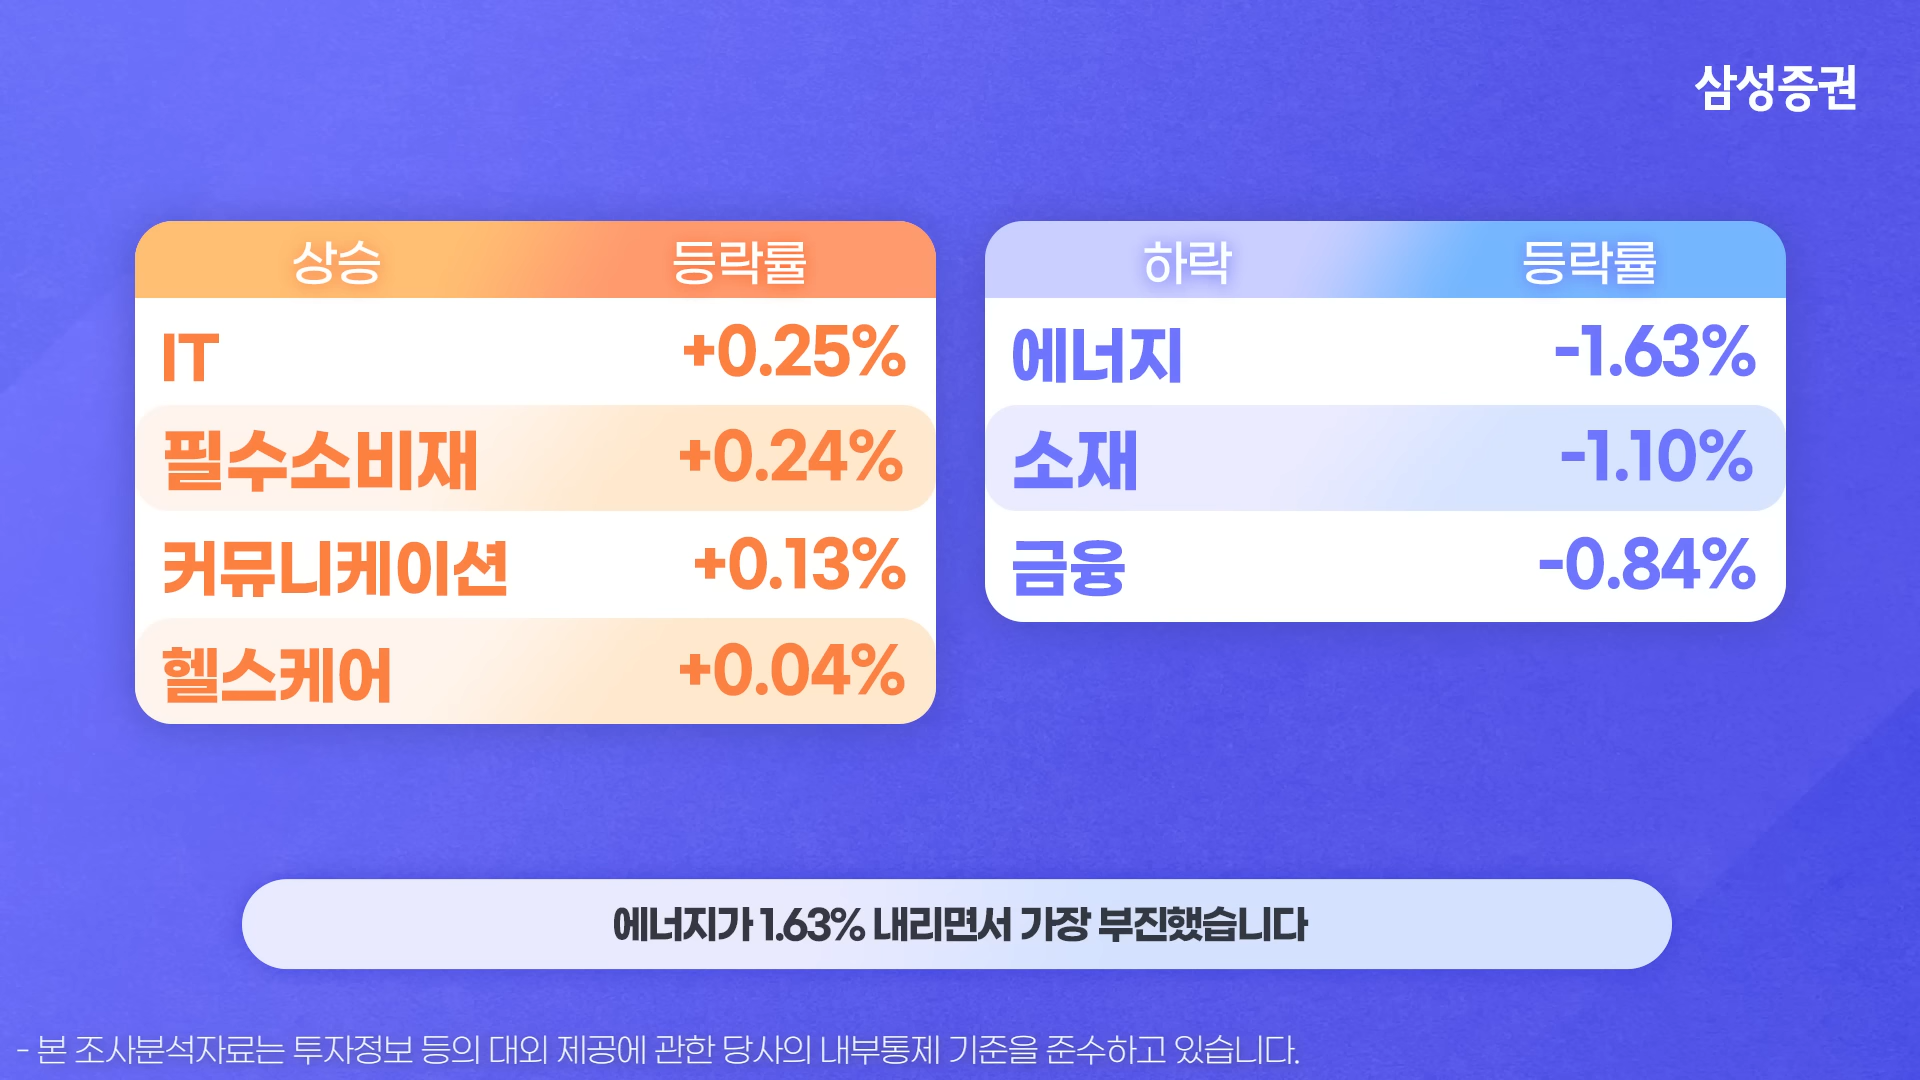 삼성증권
상승 등락률
IT +0.25%
필수소비재 +0.24%
커뮤니케이션 +0.13%
헬스케어 +0.04%
하락 등락률
에너지 -1.63%
소재 -1.10%
금융 -0.84%
에너지가 1.63% 내리면서 가장 부진했습니다
- 본 조사분석자료는 투자정보 등의 대외 제공에 관한 당사의 내부통제 기준을 준수하고 있습니다.